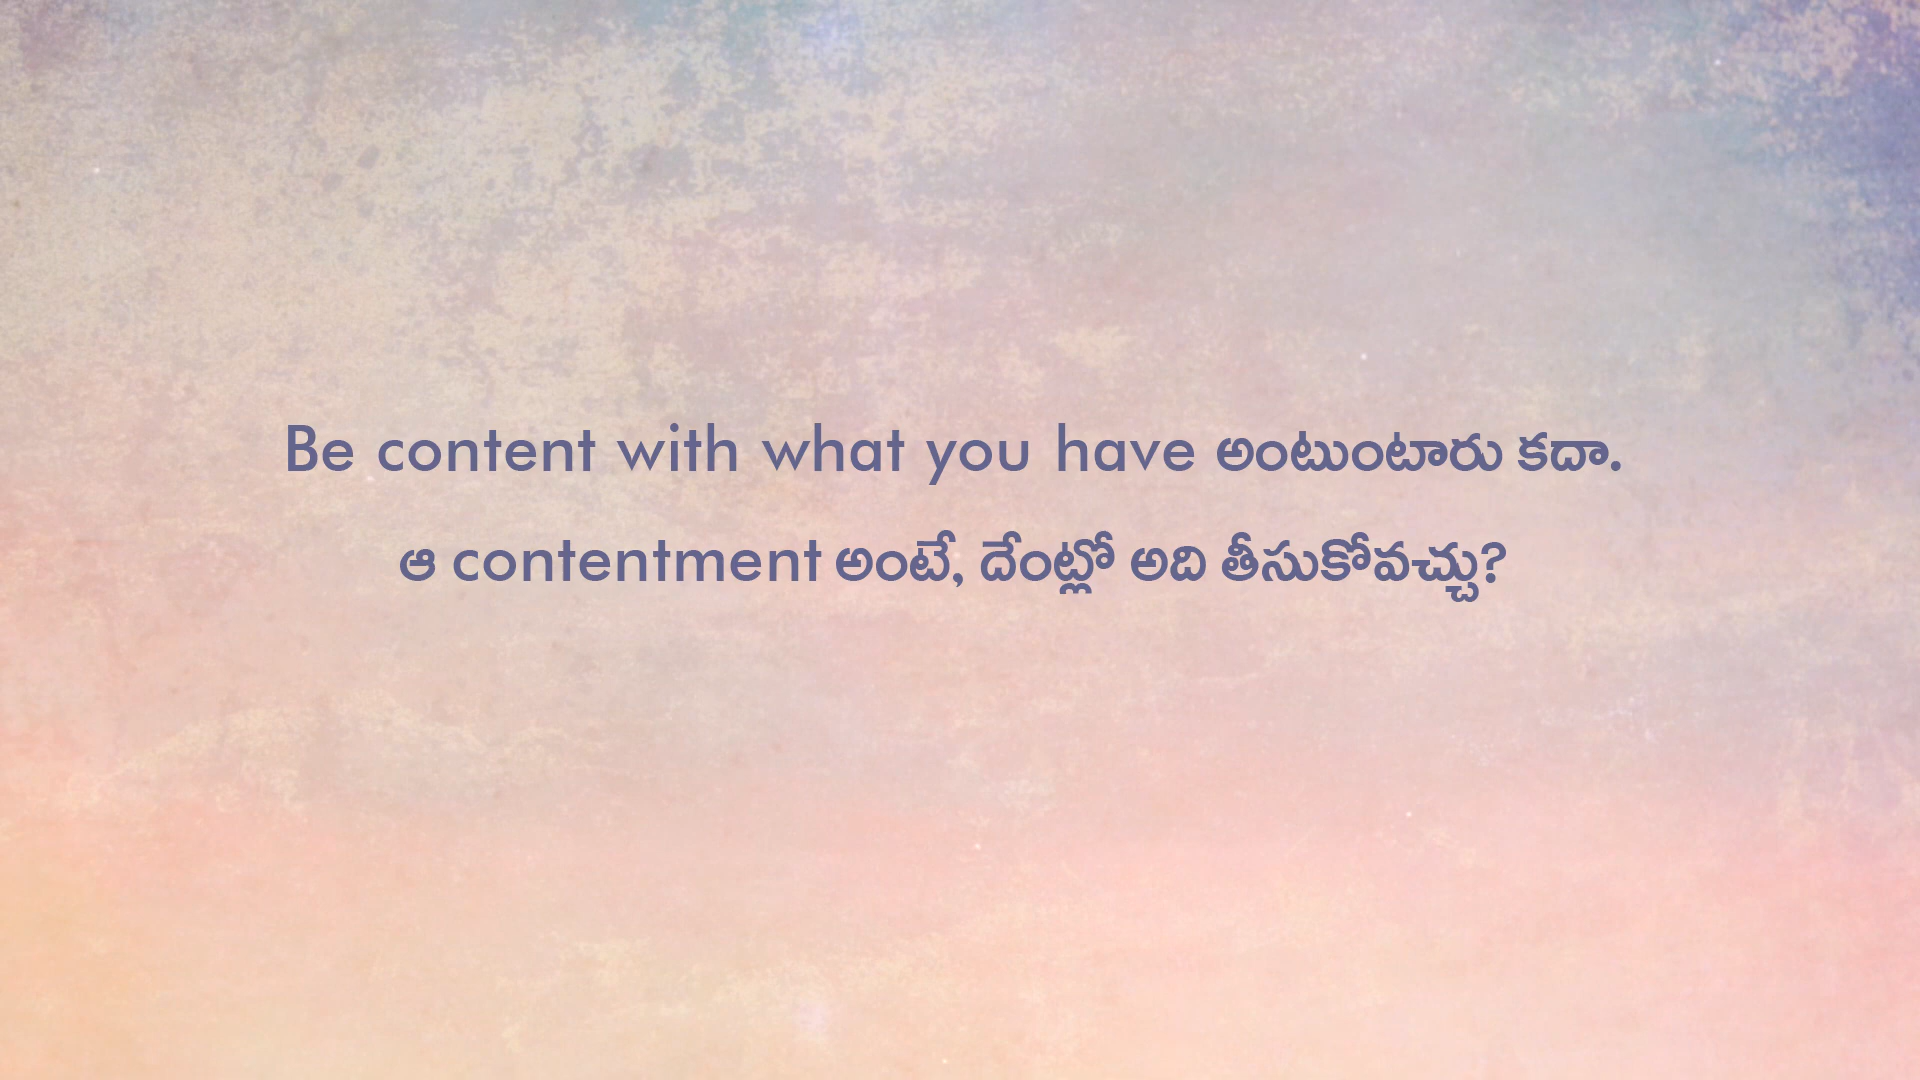 Be content with what you have అంటుంటారు కదా.
ఆ contentment అంటే, దేంట్లో అది తీసుకోవచ్చు?